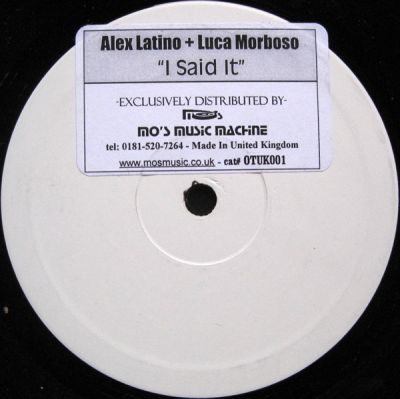 Alex Latino + Luca Morboso
"I Said It"
-EXCLUSIVELY DISTRIBUTED BY-
Mo's
MO'S MUSIC MACHINE
tel: 0181-520-7264 - Made In United Kingdom
www.mosmusic.co.uk - cat# OTUK001